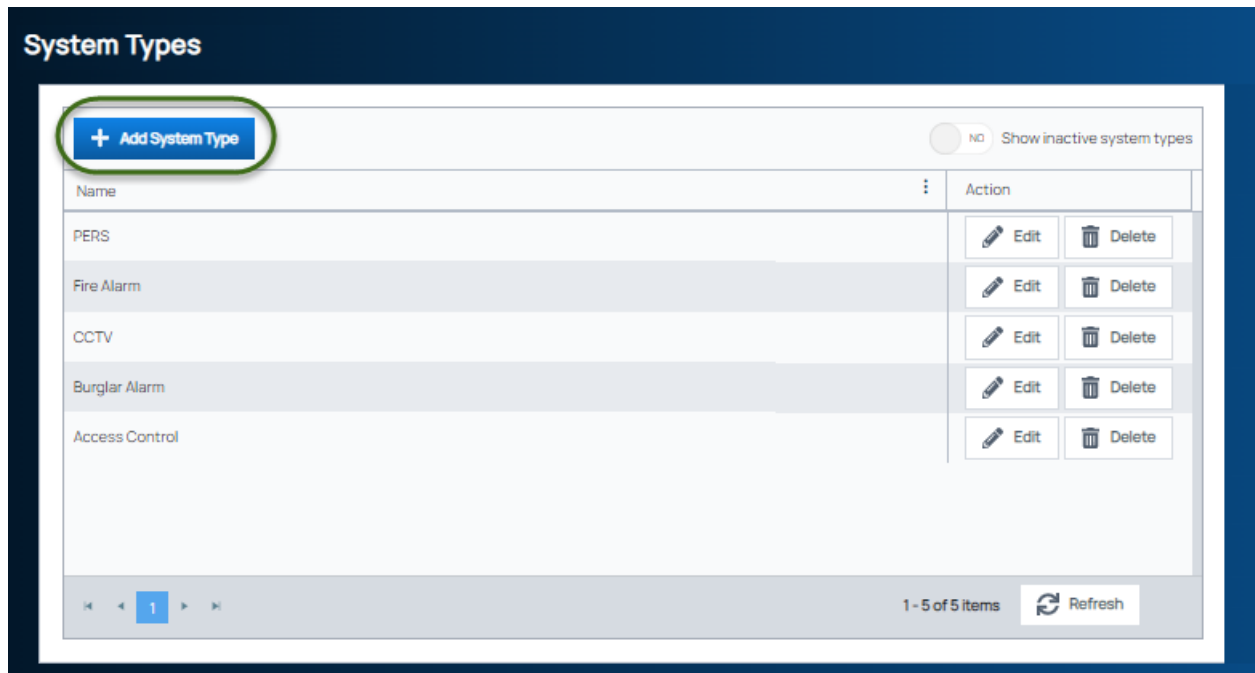 System Types
Add System Type
NO Show inactive system types
Name Action
PERS Edit Delete
Fire Alarm Edit Delete
CCTV Edit Delete
Burglar Alarm Edit Delete
Access Control Edit Delete
1 1 - 5 of 5 items Refresh